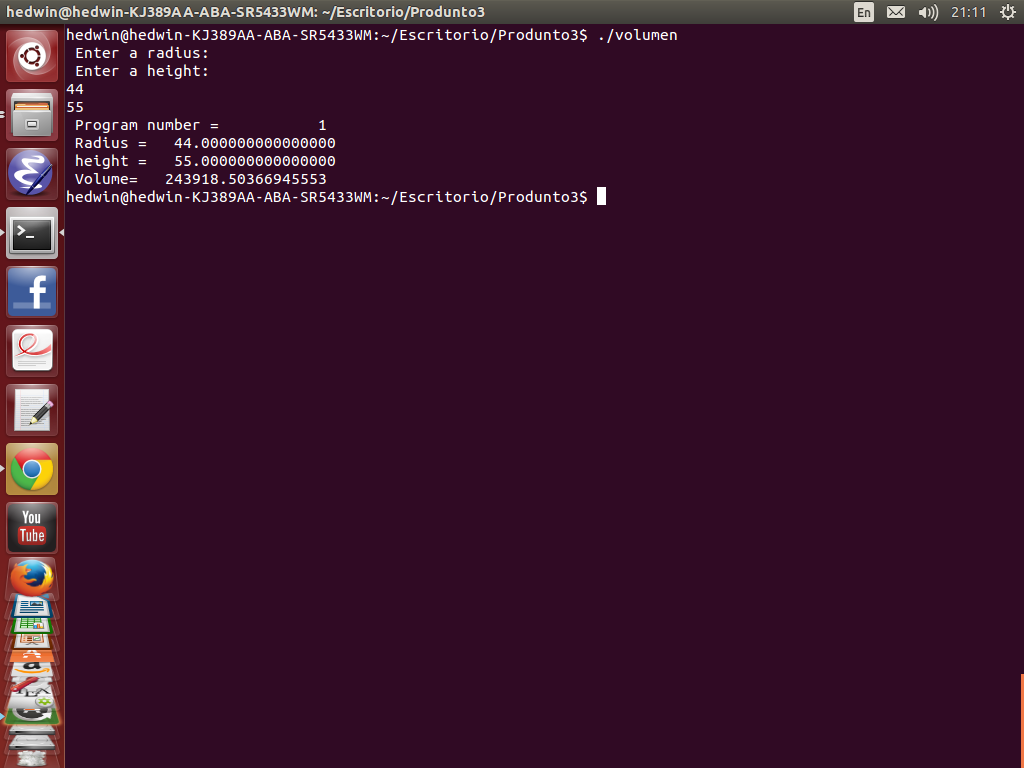 hedwin@hedwin-KJ389AA-ABA-SR5433WM: ~/Escritorio/Produnto3
En
21:11
hedwin@hedwin-KJ389AA-ABA-SR5433WM:~/Escritorio/Produnto3$ ./volumen
Enter a radius:
Enter a height:
44
55
Program number =           1
Radius =   44.000000000000000
height =   55.000000000000000
Volume=   243918.50366945553
hedwin@hedwin-KJ389AA-ABA-SR5433WM:~/Escritorio/Produnto3$
You
Tube